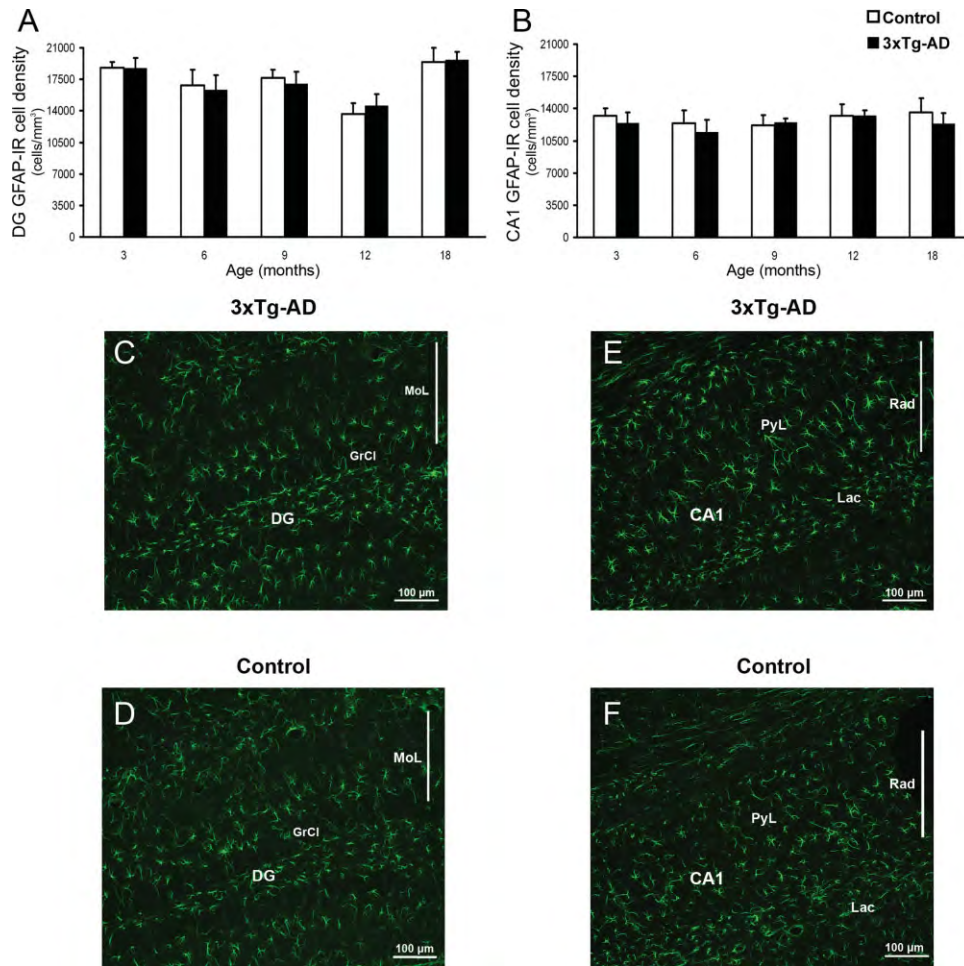 A
DG GFAP-IR cell density
(cells/mm³)
21000
17500
14000
10500
7000
3500
0
3 6 9 12 18
Age (months)
B
Control
3xTg-AD
CA1 GFAP-IR cell density
(cells/mm³)
21000
17500
14000
10500
7000
3500
0
3 6 9 12 18
Age (months)
3xTg-AD
C
MoL
GrCl
DG
100 µm
3xTg-AD
E
Rad
PyL
Lac
CA1
100 µm
Control
D
MoL
GrCl
DG
100 µm
Control
F
Rad
PyL
CA1
Lac
100 µm